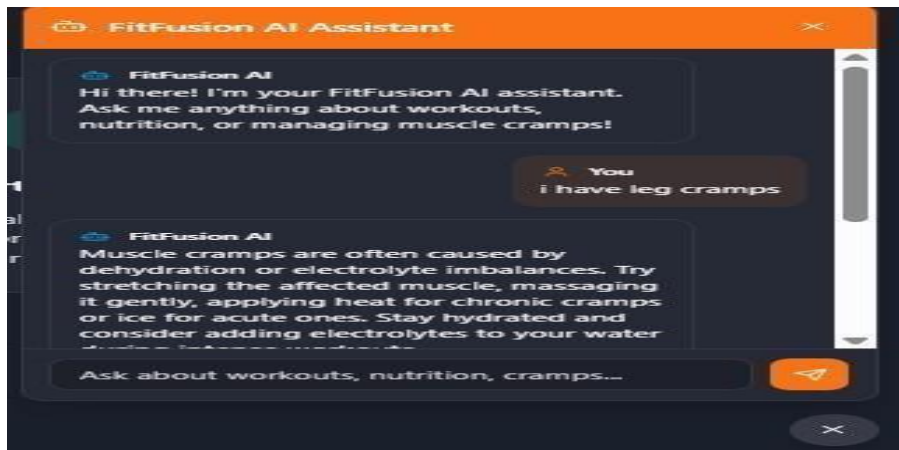 FitFusion AI Assistant
FitFusion AI
Hi there! I'm your FitFusion AI assistant.
Ask me anything about workouts,
nutrition, or managing muscle cramps!
You
i have leg cramps
FitFusion AI
Muscle cramps are often caused by
dehydration or electrolyte imbalances. Try
stretching the affected muscle, massaging
it gently, applying heat for chronic cramps
or ice for acute ones. Stay hydrated and
consider adding electrolytes to your water
Ask about workouts, nutrition, cramps...